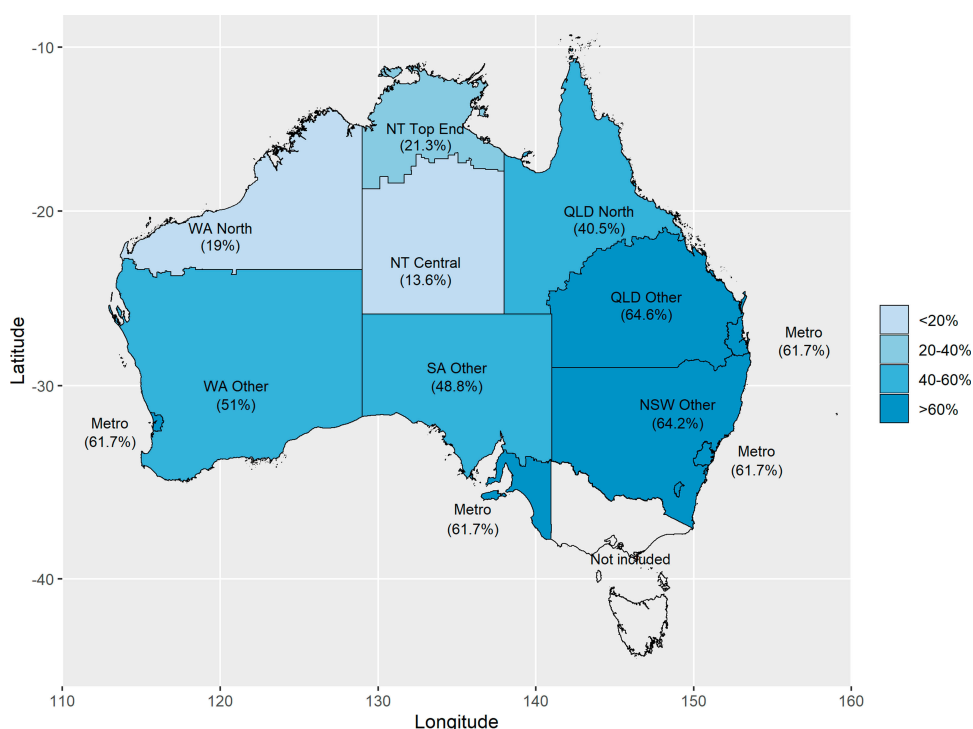 -10
-20
-30
-40
Latitude
110
120
130
140
150
160
Longitude
NT Top End
(21.3%)
WA North
(19%)
QLD North
(40.5%)
NT Central
(13.6%)
QLD Other
(64.6%)
Metro
(61.7%)
SA Other
(48.8%)
WA Other
(51%)
NSW Other
(64.2%)
Metro
(61.7%)
Metro
(61.7%)
Metro
(61.7%)
Not included
<20%
20-40%
40-60%
>60%